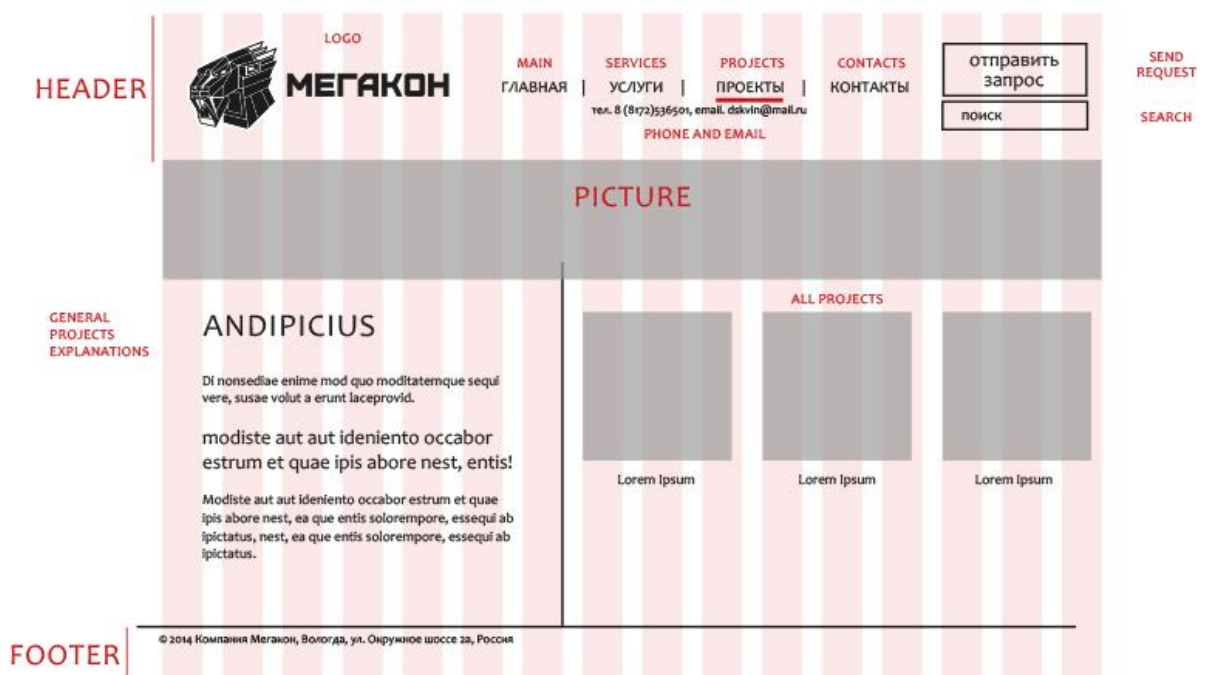 HEADER
LOGO
МЕГАКОН
MAIN SERVICES PROJECTS CONTACTS
ГЛАВНАЯ | УСЛУГИ | ПРОЕКТЫ | КОНТАКТЫ
тел. 8 (8172)536501, email. dskvin@mail.ru
PHONE AND EMAIL
отправить
запрос
SEND
REQUEST
поиск
SEARCH
PICTURE
GENERAL
PROJECTS
EXPLANATIONS
ANDIPICIUS
Di nonsediae enime mod quo moditatemque sequi
vere, susae volut a erunt laceprovid.
modiste aut aut ideniento occabor
estrum et quae ipis abore nest, entis!
Modiste aut aut ideniento occabor estrum et quae
ipis abore nest, ea que entis solorempore, essequi ab
ipictatus, nest, ea que entis solorempore, essequi ab
ipictatus.
ALL PROJECTS
Lorem Ipsum Lorem Ipsum Lorem Ipsum
FOOTER
© 2014 Компания Мегакон, Вологда, ул. Окружное шоссе 2а, Россия